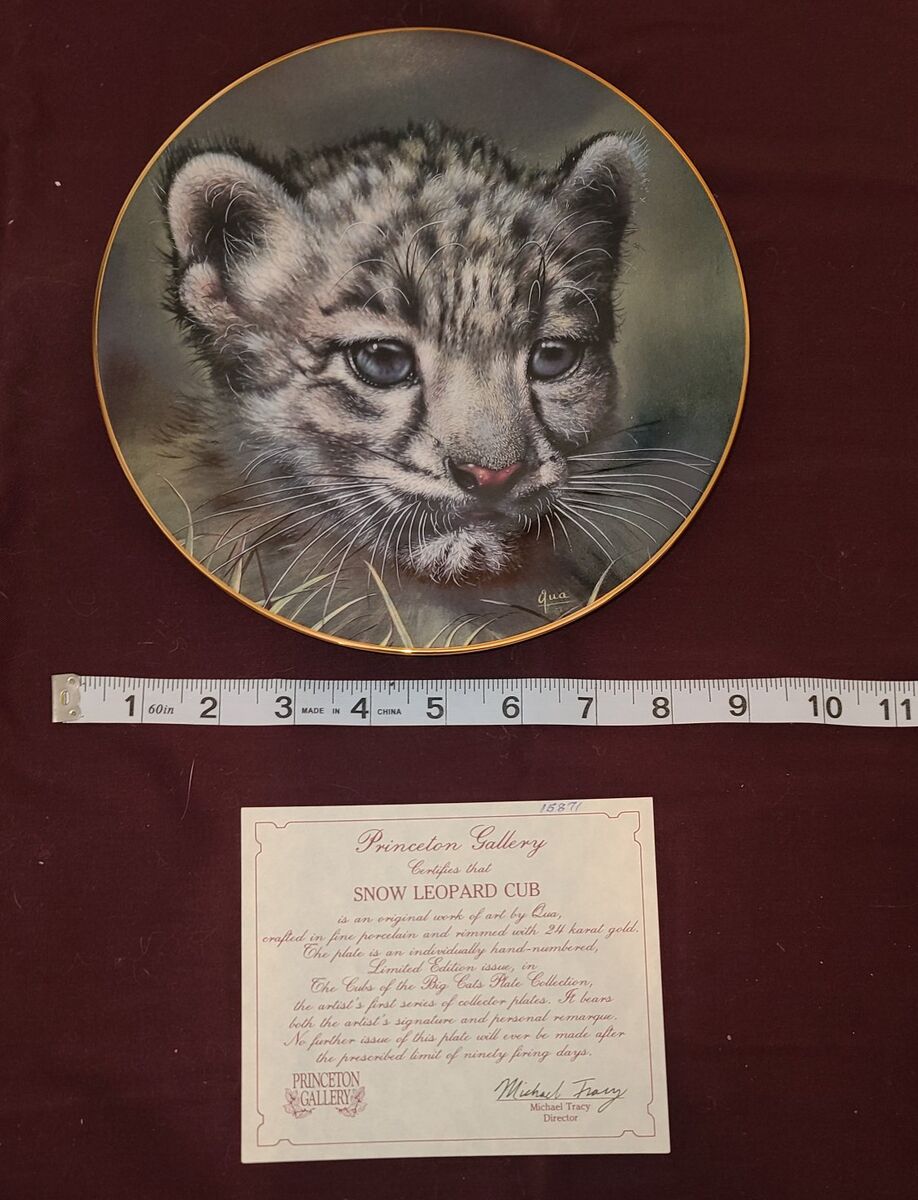 Qua
1 60in 2 3 MADE IN 4 CHINA 5 6 7 8 9 10 11
15871
Princeton Gallery
Certifies that
SNOW LEOPARD CUB
is an original work of art by Qua,
crafted in fine porcelain and rimmed with 24 karat gold.
The plate is an individually hand-numbered,
Limited Edition issue, in
The Cubs of the Big Cats Plate Collection,
the artist's first series of collector plates. It bears
both the artist's signature and personal remarque.
No further issue of this plate will ever be made after
the prescribed limit of ninety firing days.
PRINCETON
GALLERY
Michael Tracy
Michael Tracy
Director